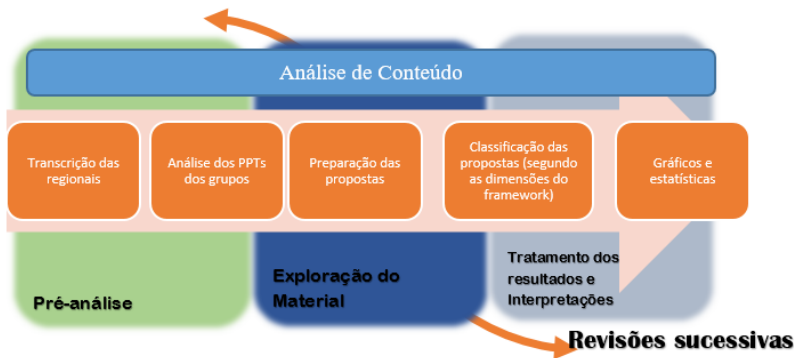 Análise de Conteúdo
Transcrição das
regionais
Análise dos PPTs
dos grupos
Preparação das
propostas
Classificação das
propostas (segundo
as dimensões do
framework)
Gráficos e
estatísticas
Pré-análise
Exploração do
Material
Tratamento dos
resultados e
Interpretações
Revisões sucessivas